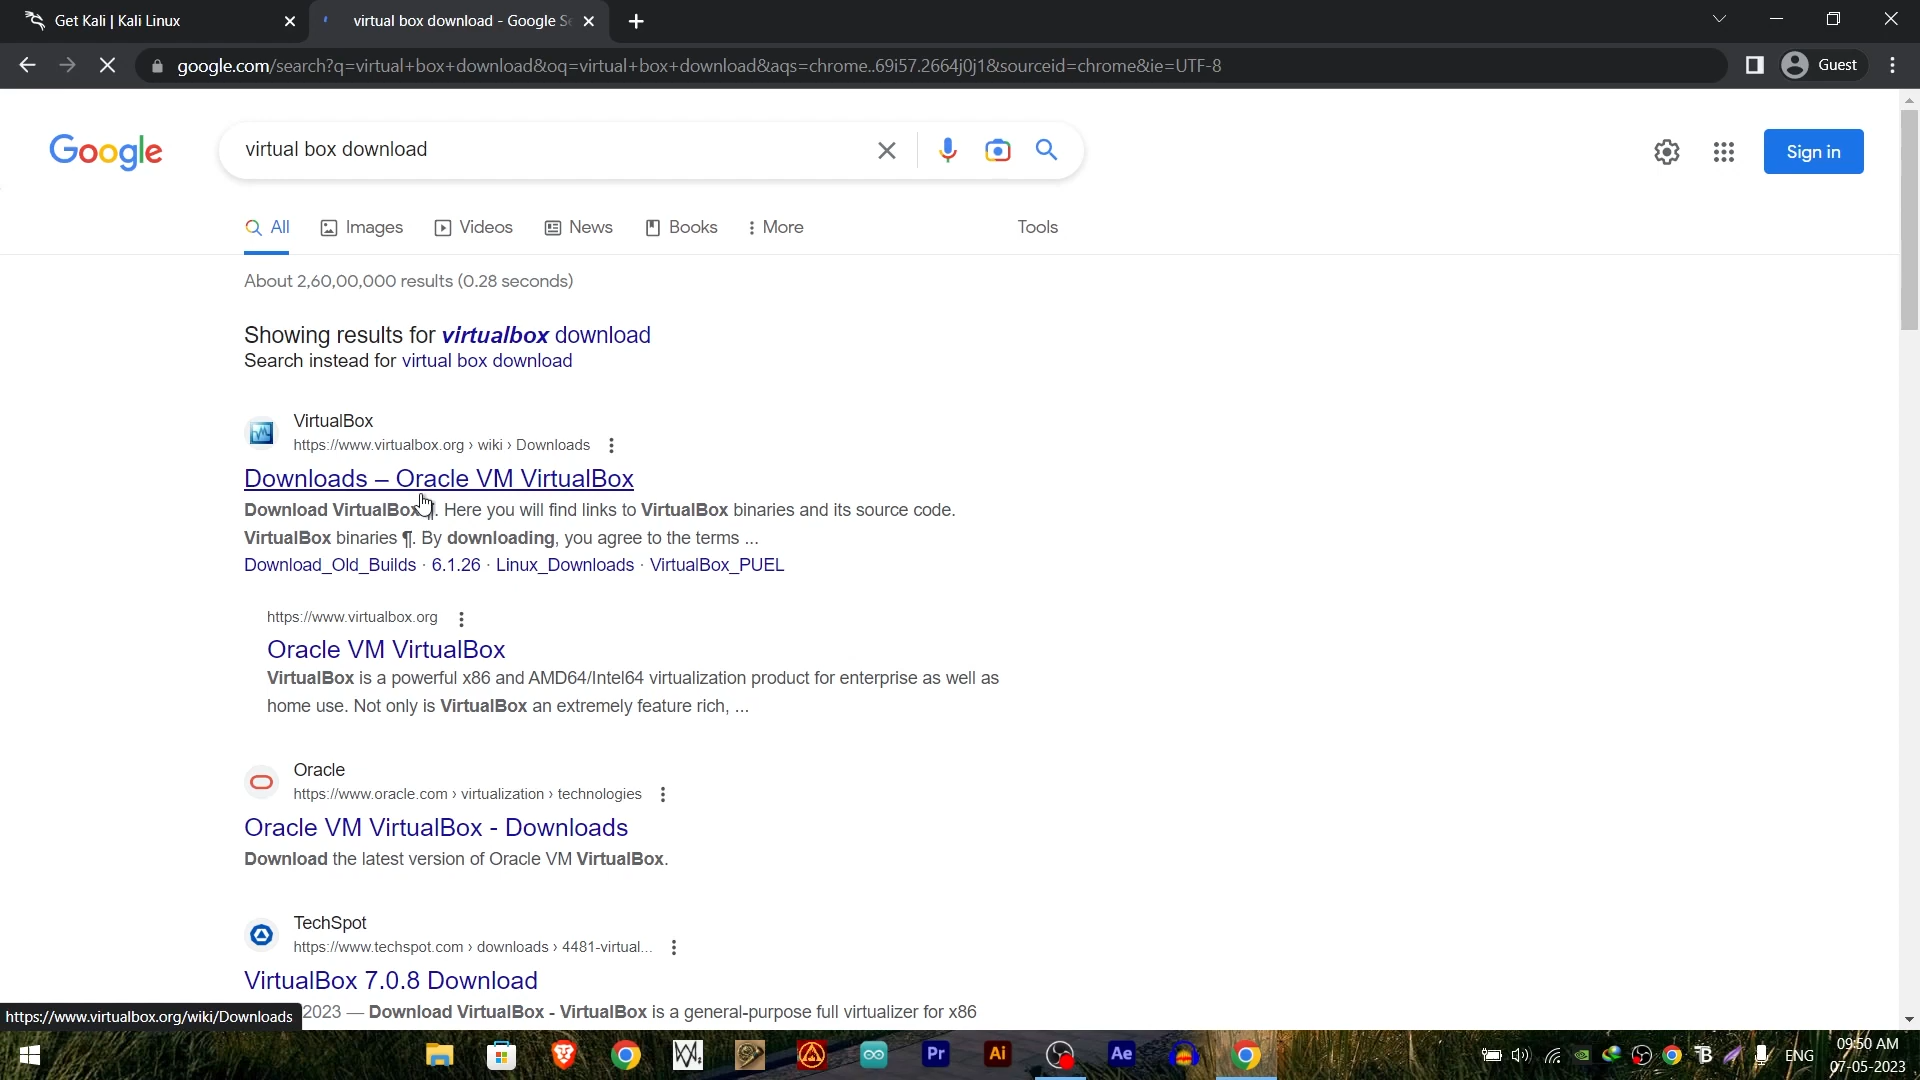 Get Kali | Kali Linux
virtual box download - Google Se
google.com/search?q=virtual+box+download&oq=virtual+box+download&aqs=chrome..69i57.2664j0j1&sourceid=chrome&ie=UTF-8
Guest
Google
virtual box download
Sign in
All
Images
Videos
News
Books
More
Tools
About 2,60,00,000 results (0.28 seconds)
Showing results for virtualbox download
Search instead for virtual box download
VirtualBox
https://www.virtualbox.org › wiki › Downloads
Downloads – Oracle VM VirtualBox
Download VirtualBox ¶. Here you will find links to VirtualBox binaries and its source code.
VirtualBox binaries ¶. By downloading, you agree to the terms ...
Download_Old_Builds · 6.1.26 · Linux_Downloads · VirtualBox_PUEL
https://www.virtualbox.org
Oracle VM VirtualBox
VirtualBox is a powerful x86 and AMD64/Intel64 virtualization product for enterprise as well as
home use. Not only is VirtualBox an extremely feature rich, ...
Oracle
https://www.oracle.com › virtualization › technologies
Oracle VM VirtualBox - Downloads
Download the latest version of Oracle VM VirtualBox.
TechSpot
https://www.techspot.com › downloads › 4481-virtual...
VirtualBox 7.0.8 Download
2023 — Download VirtualBox - VirtualBox is a general-purpose full virtualizer for x86
https://www.virtualbox.org/wiki/Downloads
Pr
Ai
Ae
ENG
09:50 AM
07-05-2023